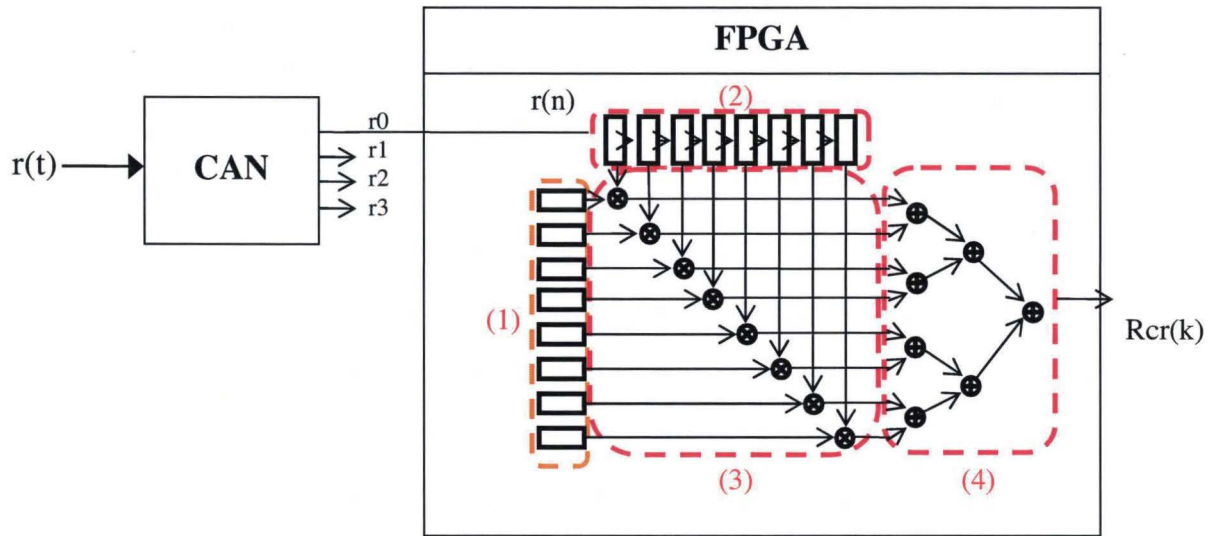 FPGA
r(n)
(2)
r(t)
CAN
r0
r1
r2
r3
(1)
Rcr(k)
(3)
(4)